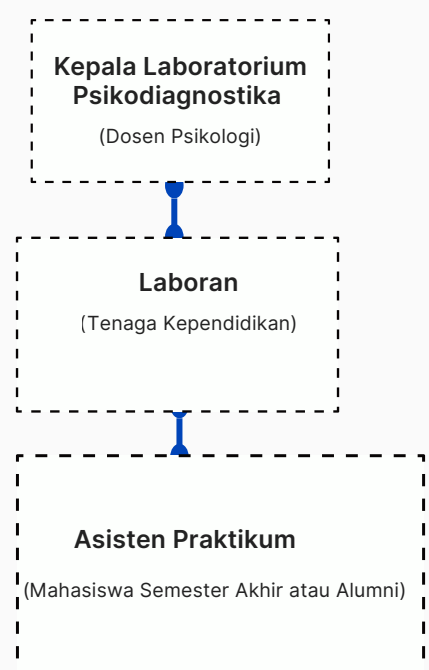 Kepala Laboratorium
Psikodiagnostika
(Dosen Psikologi)
Laboran
(Tenaga Kependidikan)
Asisten Praktikum
(Mahasiswa Semester Akhir atau Alumni)